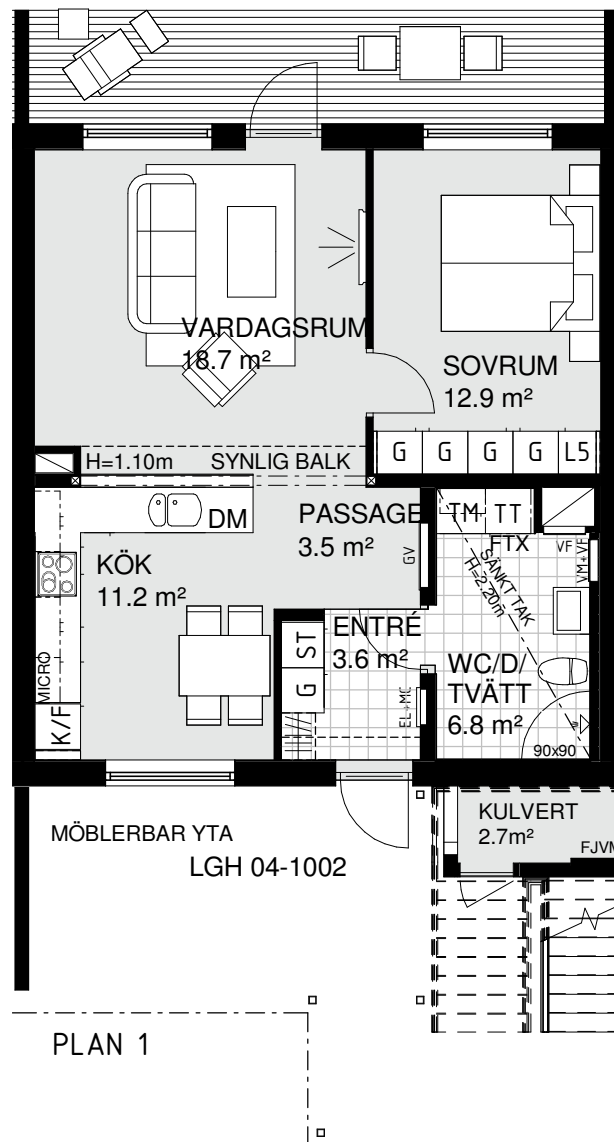 VARDAGSRUM
18.7 m²
SOVRUM
12.9 m²
G G G G L5
H=1.10m SYNLIG BALK
DM
PASSAGE
3.5 m²
TM TT
FTX
VF
VM+VF
GV
SÄNKT TAK
H=2.20m
KÖK
11.2 m²
ENTRÉ
3.6 m²
ST
G
WC/D/
TVÄTT
6.8 m²
MICRO
K/F
EL+MC
90x90
KULVERT
2.7m²
FJVM
MÖBLERBAR YTA
LGH 04-1002
PLAN 1